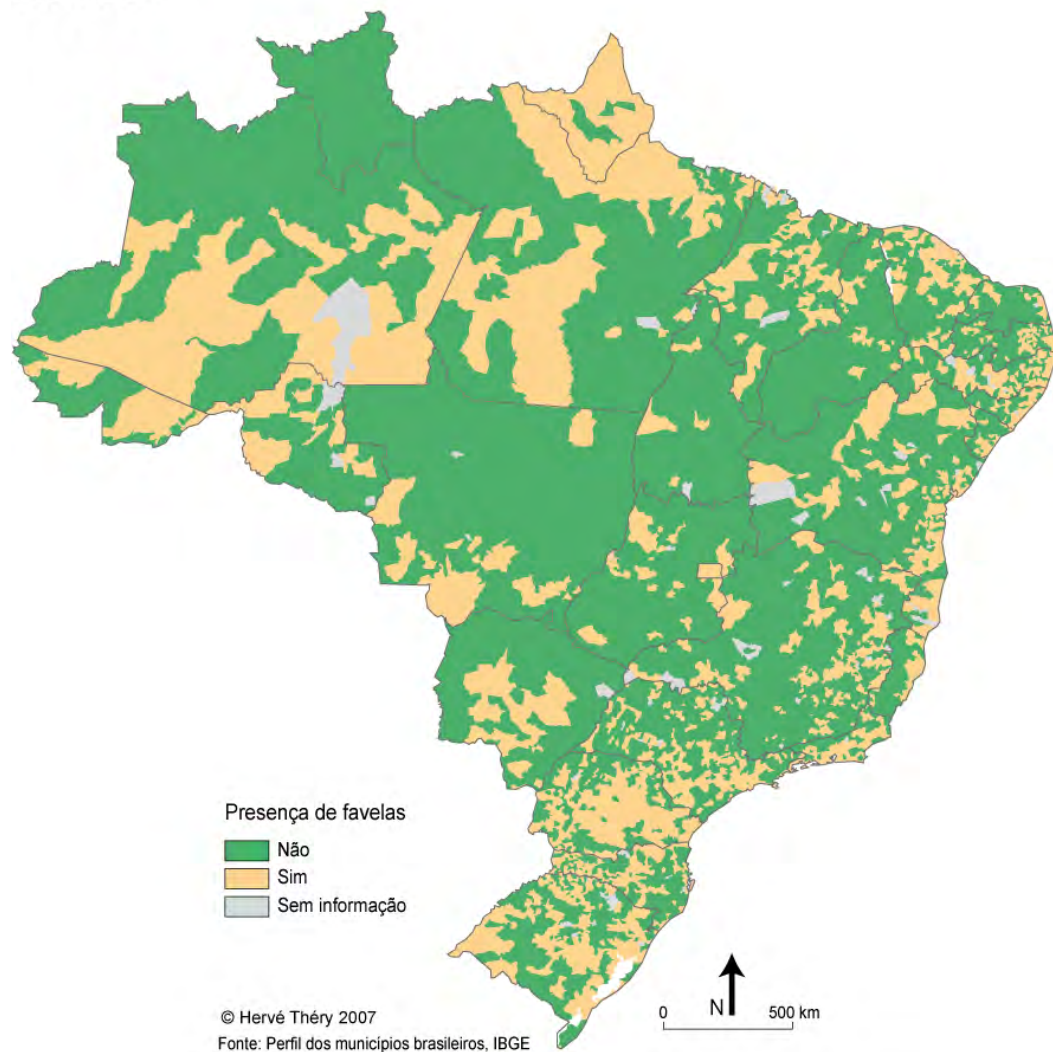 Presença de favelas
Não
Sim
Sem informação
© Hervé Théry 2007
Fonte: Perfil dos municípios brasileiros, IBGE
N
0 500 km